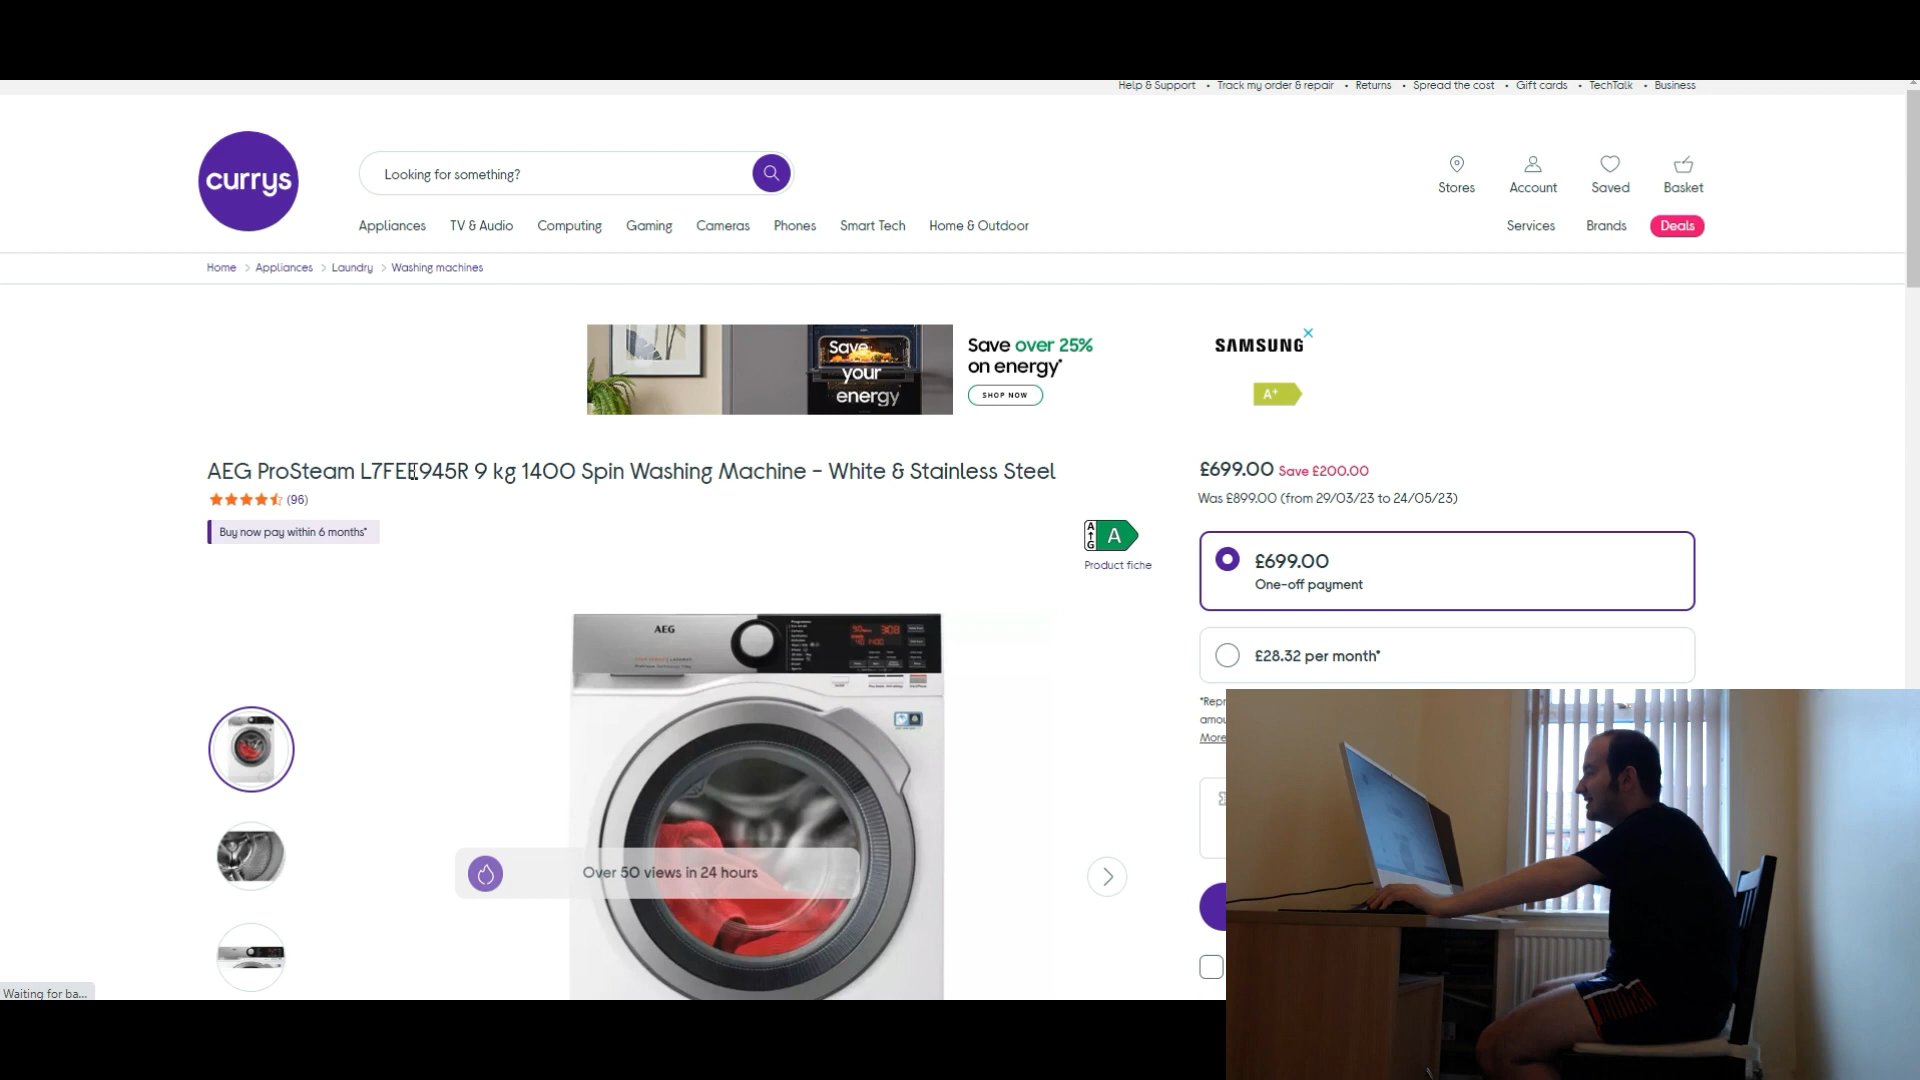 Help & Support • Track my order & repair • Returns • Spread the cost • Gift cards • TechTalk • Business
currys
Looking for something?
Stores Account Saved Basket
Appliances TV & Audio Computing Gaming Cameras Phones Smart Tech Home & Outdoor Services Brands Deals
Home > Appliances > Laundry > Washing machines
Save
your
energy
Save over 25%
on energy*
SHOP NOW
SAMSUNG
A+
AEG ProSteam L7FEE945R 9 kg 1400 Spin Washing Machine - White & Stainless Steel
(96)
Buy now pay within 6 months*
A
G
A
Product fiche
£699.00 Save £200.00
Was £899.00 (from 29/03/23 to 24/05/23)
£699.00
One-off payment
£28.32 per month*
*Repr
amou
More
AEG
Over 50 views in 24 hours
Waiting for ba...